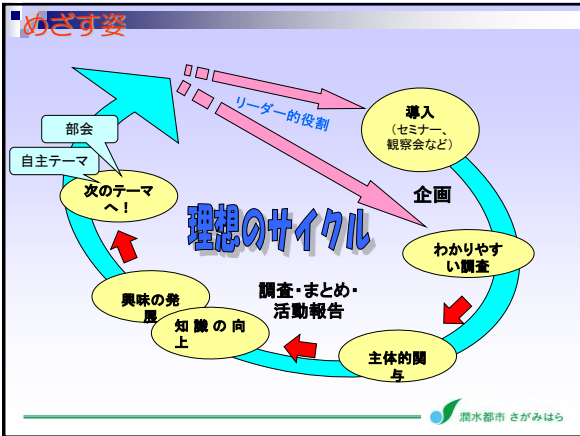 めざす姿
リーダー的役割
導入
（セミナー、
観察会など）
部会
自主テーマ
次のテーマ
へ！
企画
理想のサイクル
わかりやす
い調査
調査・まとめ・
活動報告
興味の発
展
知識の向
上
主体的関
与
潤水都市 さがみはら